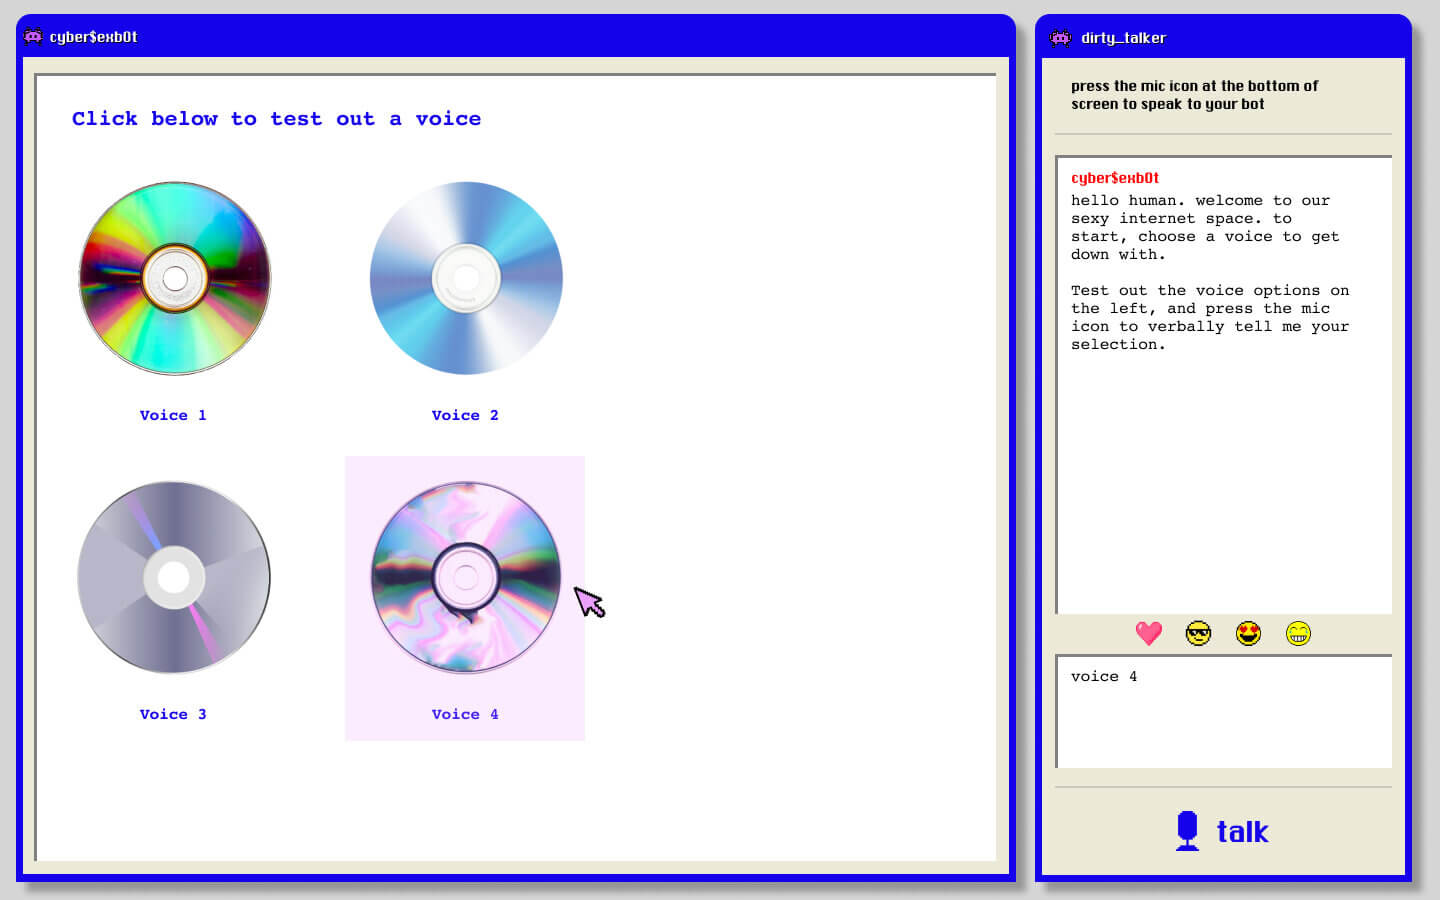 cyber$exb0t
Click below to test out a voice
Voice 1
Voice 2
Voice 3
Voice 4
dirty_talker
press the mic icon at the bottom of
screen to speak to your bot
cyber$exb0t
hello human. welcome to our
sexy internet space. to
start, choose a voice to get
down with.
Test out the voice options on
the left, and press the mic
icon to verbally tell me your
selection.
voice 4
talk